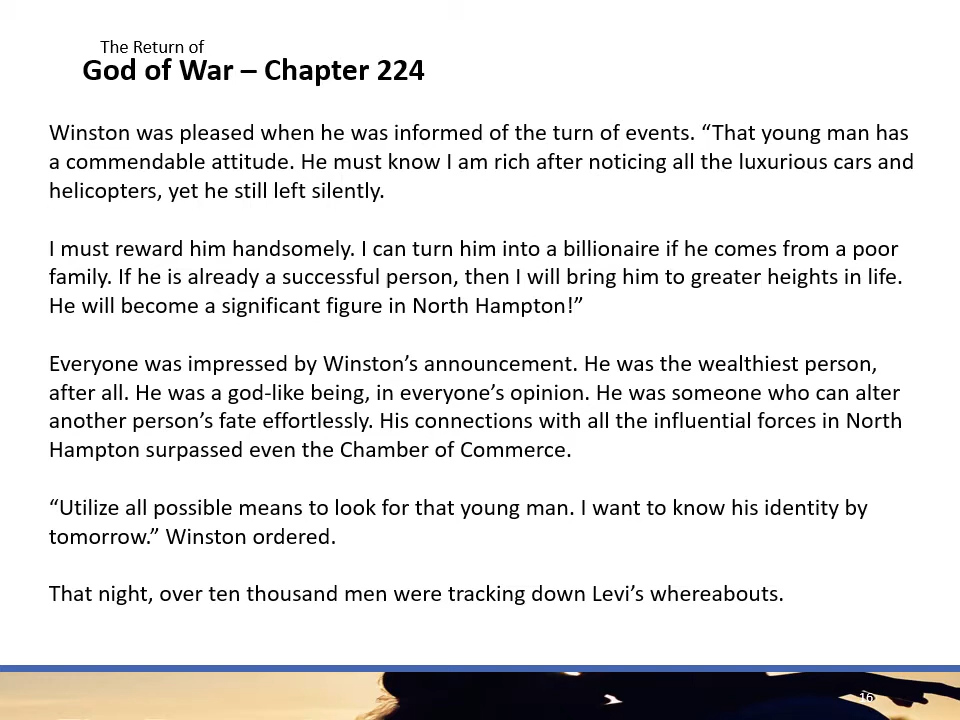 The Return of
God of War – Chapter 224
Winston was pleased when he was informed of the turn of events. “That young man has
a commendable attitude. He must know I am rich after noticing all the luxurious cars and
helicopters, yet he still left silently.
I must reward him handsomely. I can turn him into a billionaire if he comes from a poor
family. If he is already a successful person, then I will bring him to greater heights in life.
He will become a significant figure in North Hampton!”
Everyone was impressed by Winston’s announcement. He was the wealthiest person,
after all. He was a god-like being, in everyone’s opinion. He was someone who can alter
another person’s fate effortlessly. His connections with all the influential forces in North
Hampton surpassed even the Chamber of Commerce.
“Utilize all possible means to look for that young man. I want to know his identity by
tomorrow.” Winston ordered.
That night, over ten thousand men were tracking down Levi’s whereabouts.
16